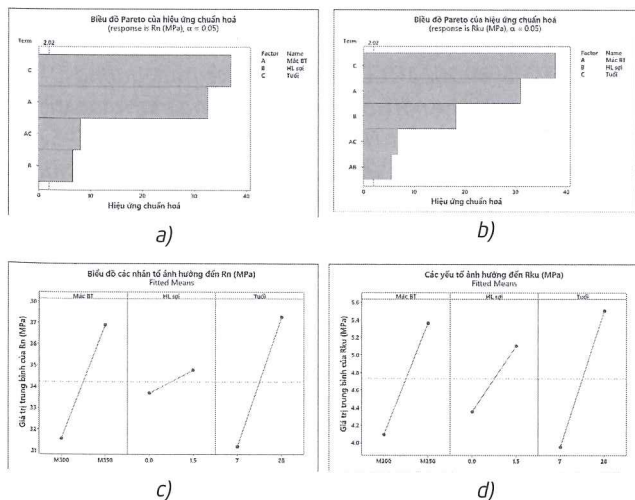 Biểu đồ Pareto của hiệu ứng chuẩn hoá
(response is Rn (MPa), α = 0.05)
Term
2.02
C
A
AC
B
0
10
20
30
40
Hiệu ứng chuẩn hoá
Factor Name
A Mác BT
B HL sợi
C Tuổi
a)
Biểu đồ Pareto của hiệu ứng chuẩn hoá
(response is Rku (MPa), α = 0.05)
Term
2.02
C
A
B
AC
AB
0
10
20
30
40
Hiệu ứng chuẩn hoá
Factor Name
A Mác BT
B HL sợi
C Tuổi
b)
Biểu đồ các nhân tố ảnh hưởng đến Rn (MPa)
Fitted Means
Mác BT HL sợi Tuổi
Giá trị trung bình của Rn (MPa)
38
37
36
35
34
33
32
31
M300 M350 0.0 1.5 7 28
c)
Các yếu tố ảnh hưởng đến Rku (MPa)
Fitted Means
Mác BT HL sợi Tuổi
Giá trị trung bình của Rku (MPa)
5.6
5.4
5.2
5.0
4.8
4.6
4.4
4.2
4.0
M300 M350 0.0 1.5 7 28
d)